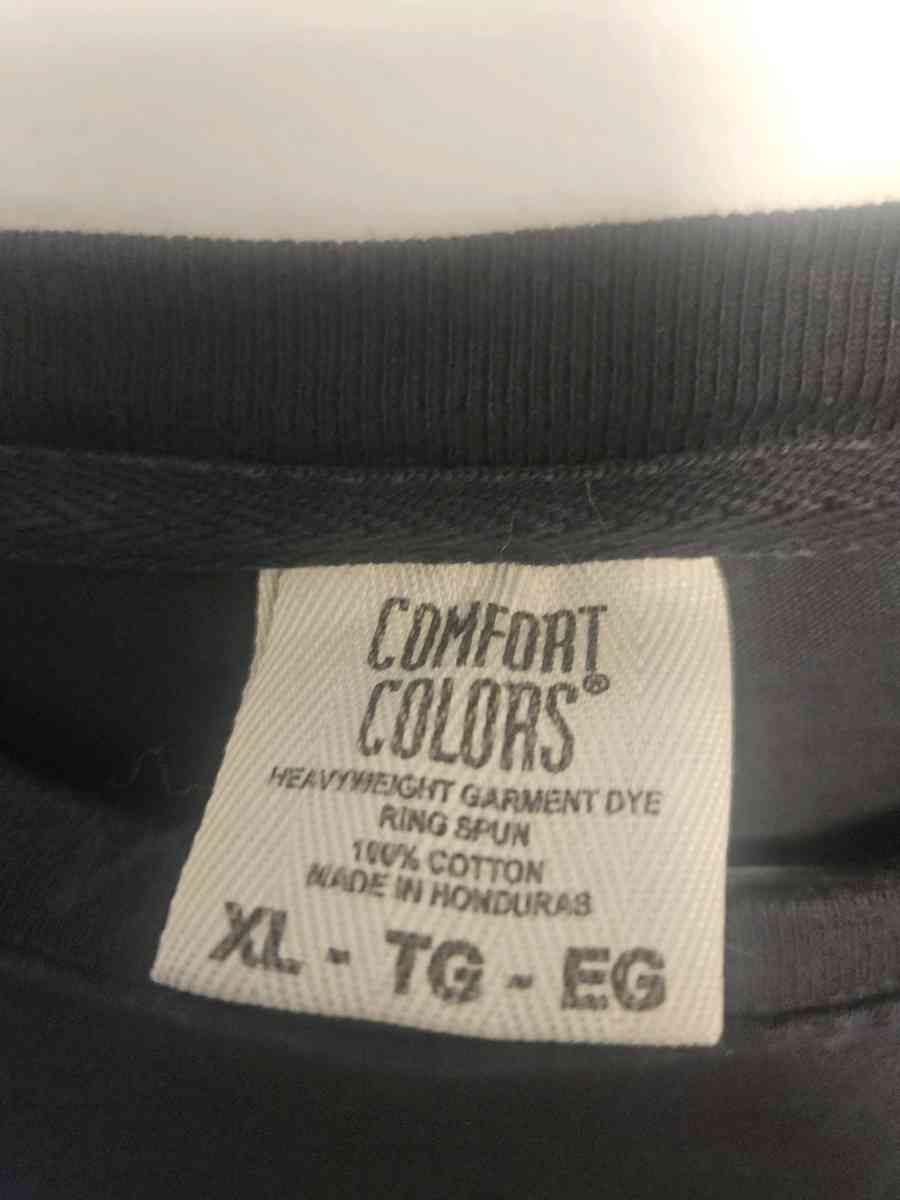 COMFORT
COLORS®
HEAVYWEIGHT GARMENT DYE
RING SPUN
100% COTTON
MADE IN HONDURAS
XL - TG - EG